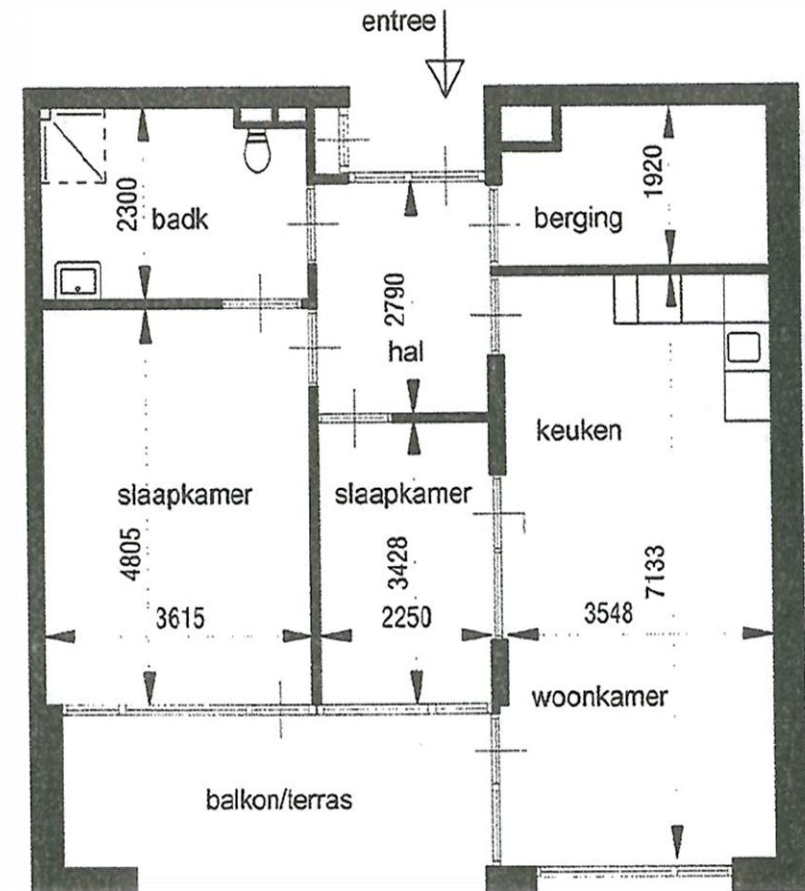 entree
2300
badk
1920
berging
2790
hal
keuken
slaapkamer
4805
3615
slaapkamer
3428
2250
7133
3548
woonkamer
balkon/terras